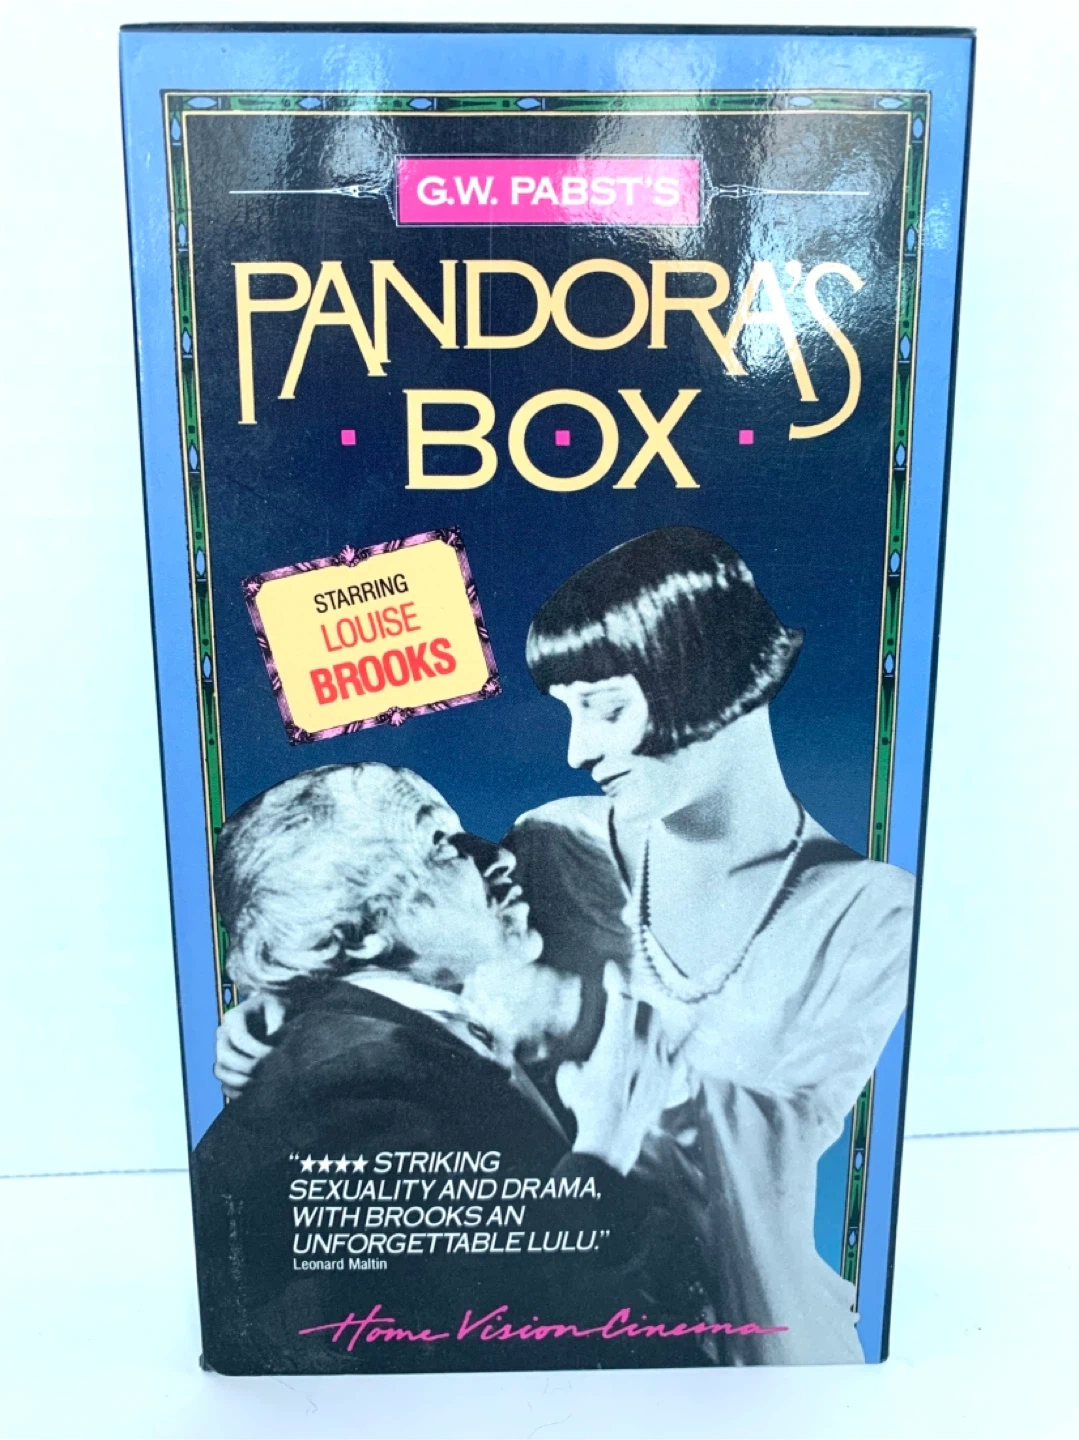 G.W. PABST'S
PANDORA'S
BOX
STARRING
LOUISE
BROOKS
"★★★★ STRIKING
SEXUALITY AND DRAMA,
WITH BROOKS AN
UNFORGETTABLE LULU."
Leonard Maltin
Home Vision Cinema